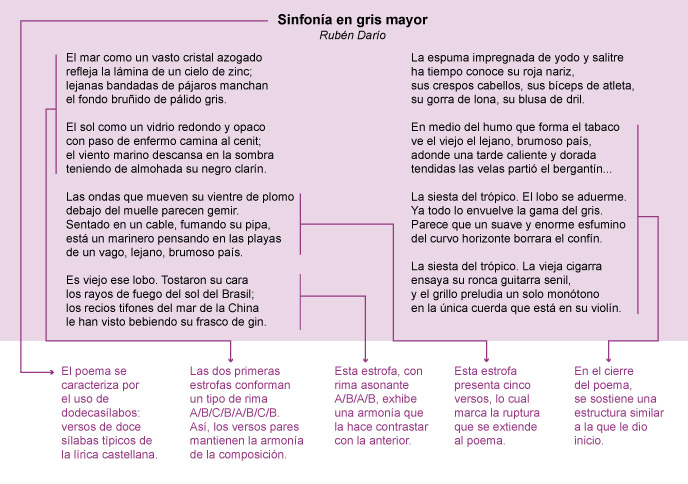 Sinfonía en gris mayor
Rubén Darío
El mar como un vasto cristal azogado
refleja la lámina de un cielo de zinc;
lejanas bandadas de pájaros manchan
el fondo bruñido de pálido gris.
El sol como un vidrio redondo y opaco
con paso de enfermo camina al cenit;
el viento marino descansa en la sombra
teniendo de almohada su negro clarín.
Las ondas que mueven su vientre de plomo
debajo del muelle parecen gemir.
Sentado en un cable, fumando su pipa,
está un marinero pensando en las playas
de un vago, lejano, brumoso país.
Es viejo ese lobo. Tostaron su cara
los rayos de fuego del sol del Brasil;
los recios tifones del mar de la China
le han visto bebiendo su frasco de gin.
La espuma impregnada de yodo y salitre
ha tiempo conoce su roja nariz,
sus crespos cabellos, sus bíceps de atleta,
su gorra de lona, su blusa de dril.
En medio del humo que forma el tabaco
ve el viejo el lejano, brumoso país,
adonde una tarde caliente y dorada
tendidas las velas partió el bergantín...
La siesta del trópico. El lobo se aduerme.
Ya todo lo envuelve la gama del gris.
Parece que un suave y enorme esfumino
del curvo horizonte borrara el confín.
La siesta del trópico. La vieja cigarra
ensaya su ronca guitarra senil,
y el grillo preludia un solo monótono
en la única cuerda que está en su violín.
El poema se
caracteriza por
el uso de
dodecasílabos:
versos de doce
sílabas típicos de
la lírica castellana.
Las dos primeras
estrofas conforman
un tipo de rima
A/B/C/B/A/B/C/B.
Así, los versos pares
mantienen la armonía
de la composición.
Esta estrofa, con
rima asonante
A/B/A/B, exhibe
una armonía que
la hace contrastar
con la anterior.
Esta estrofa
presenta cinco
versos, lo cual
marca la ruptura
que se extiende
al poema.
En el cierre
del poema,
se sostiene una
estructura similar
a la que le dio
inicio.